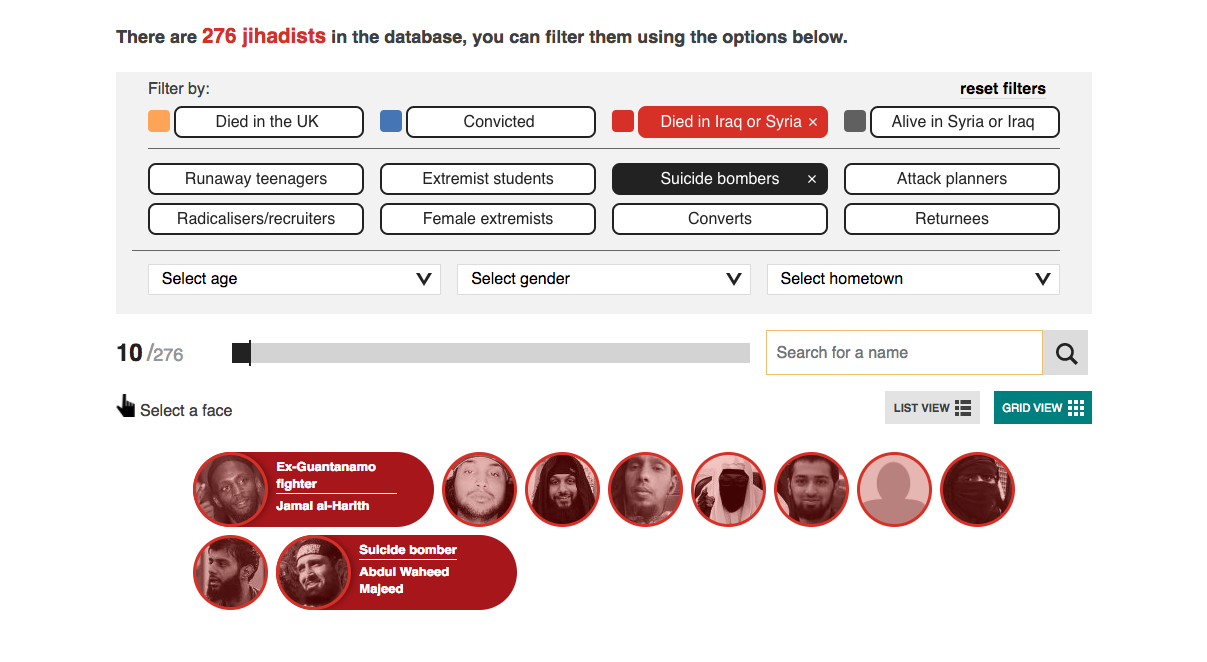 There are 276 jihadists in the database, you can filter them using the options below.
Filter by:
reset filters
Died in the UK
Convicted
Died in Iraq or Syria ×
Alive in Syria or Iraq
Runaway teenagers
Extremist students
Suicide bombers ×
Attack planners
Radicalisers/recruiters
Female extremists
Converts
Returnees
Select age
Select gender
Select hometown
10 /276
Search for a name
Select a face
LIST VIEW
GRID VIEW
Ex-Guantanamo
fighter
Jamal al-Harith
Suicide bomber
Abdul Waheed
Majeed